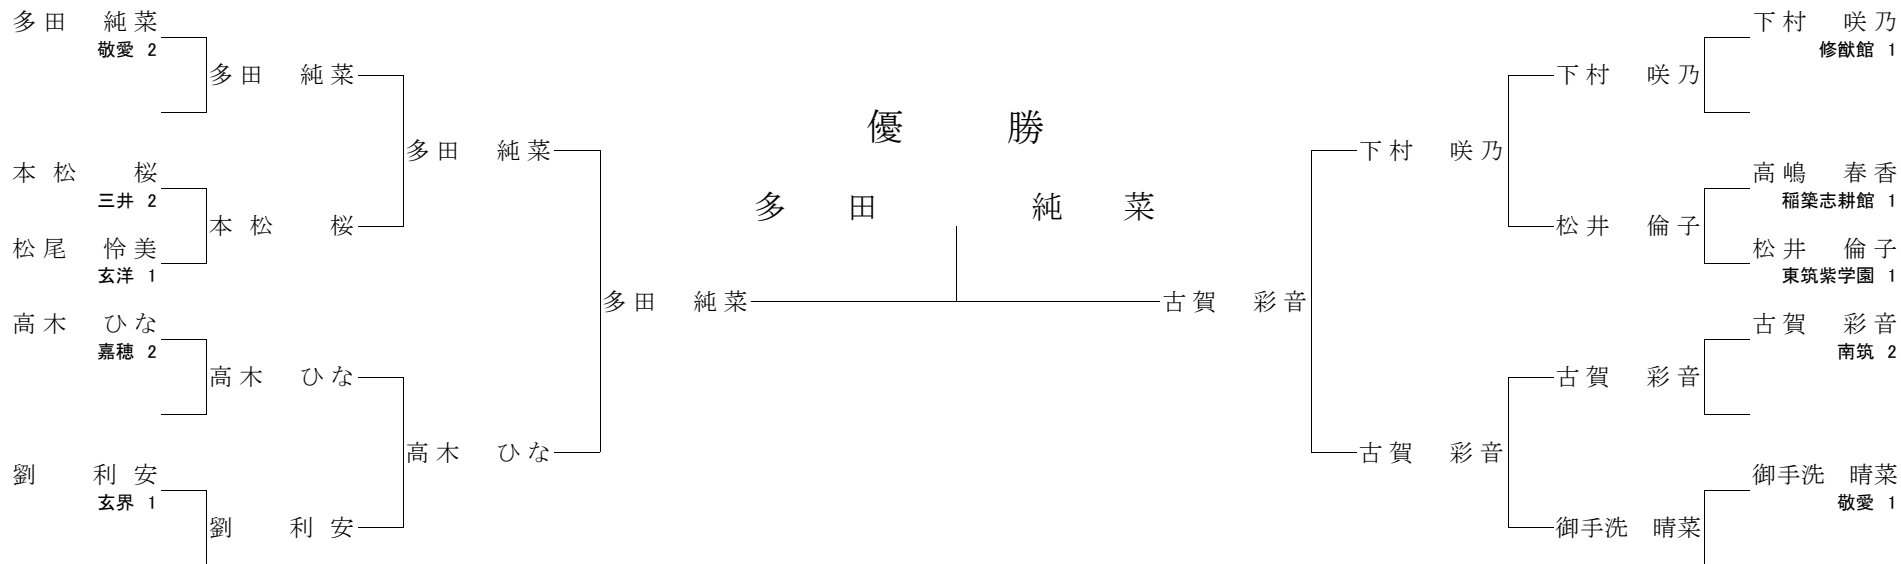 多田 純菜
敬愛 2
本松 桜
三井 2
松尾 怜美
玄洋 1
高木 ひな
嘉穂 2
劉 利安
玄界 1
多田 純菜
本松 桜
高木 ひな
劉 利安
多田 純菜
高木 ひな
多田 純菜
優勝
多田 純菜
古賀 彩音
下村 咲乃
古賀 彩音
下村 咲乃
松井 倫子
古賀 彩音
御手洗 晴菜
下村 咲乃
修猷館 1
高嶋 春香
稲築志耕館 1
松井 倫子
東筑紫学園 1
古賀 彩音
南筑 2
御手洗 晴菜
敬愛 1